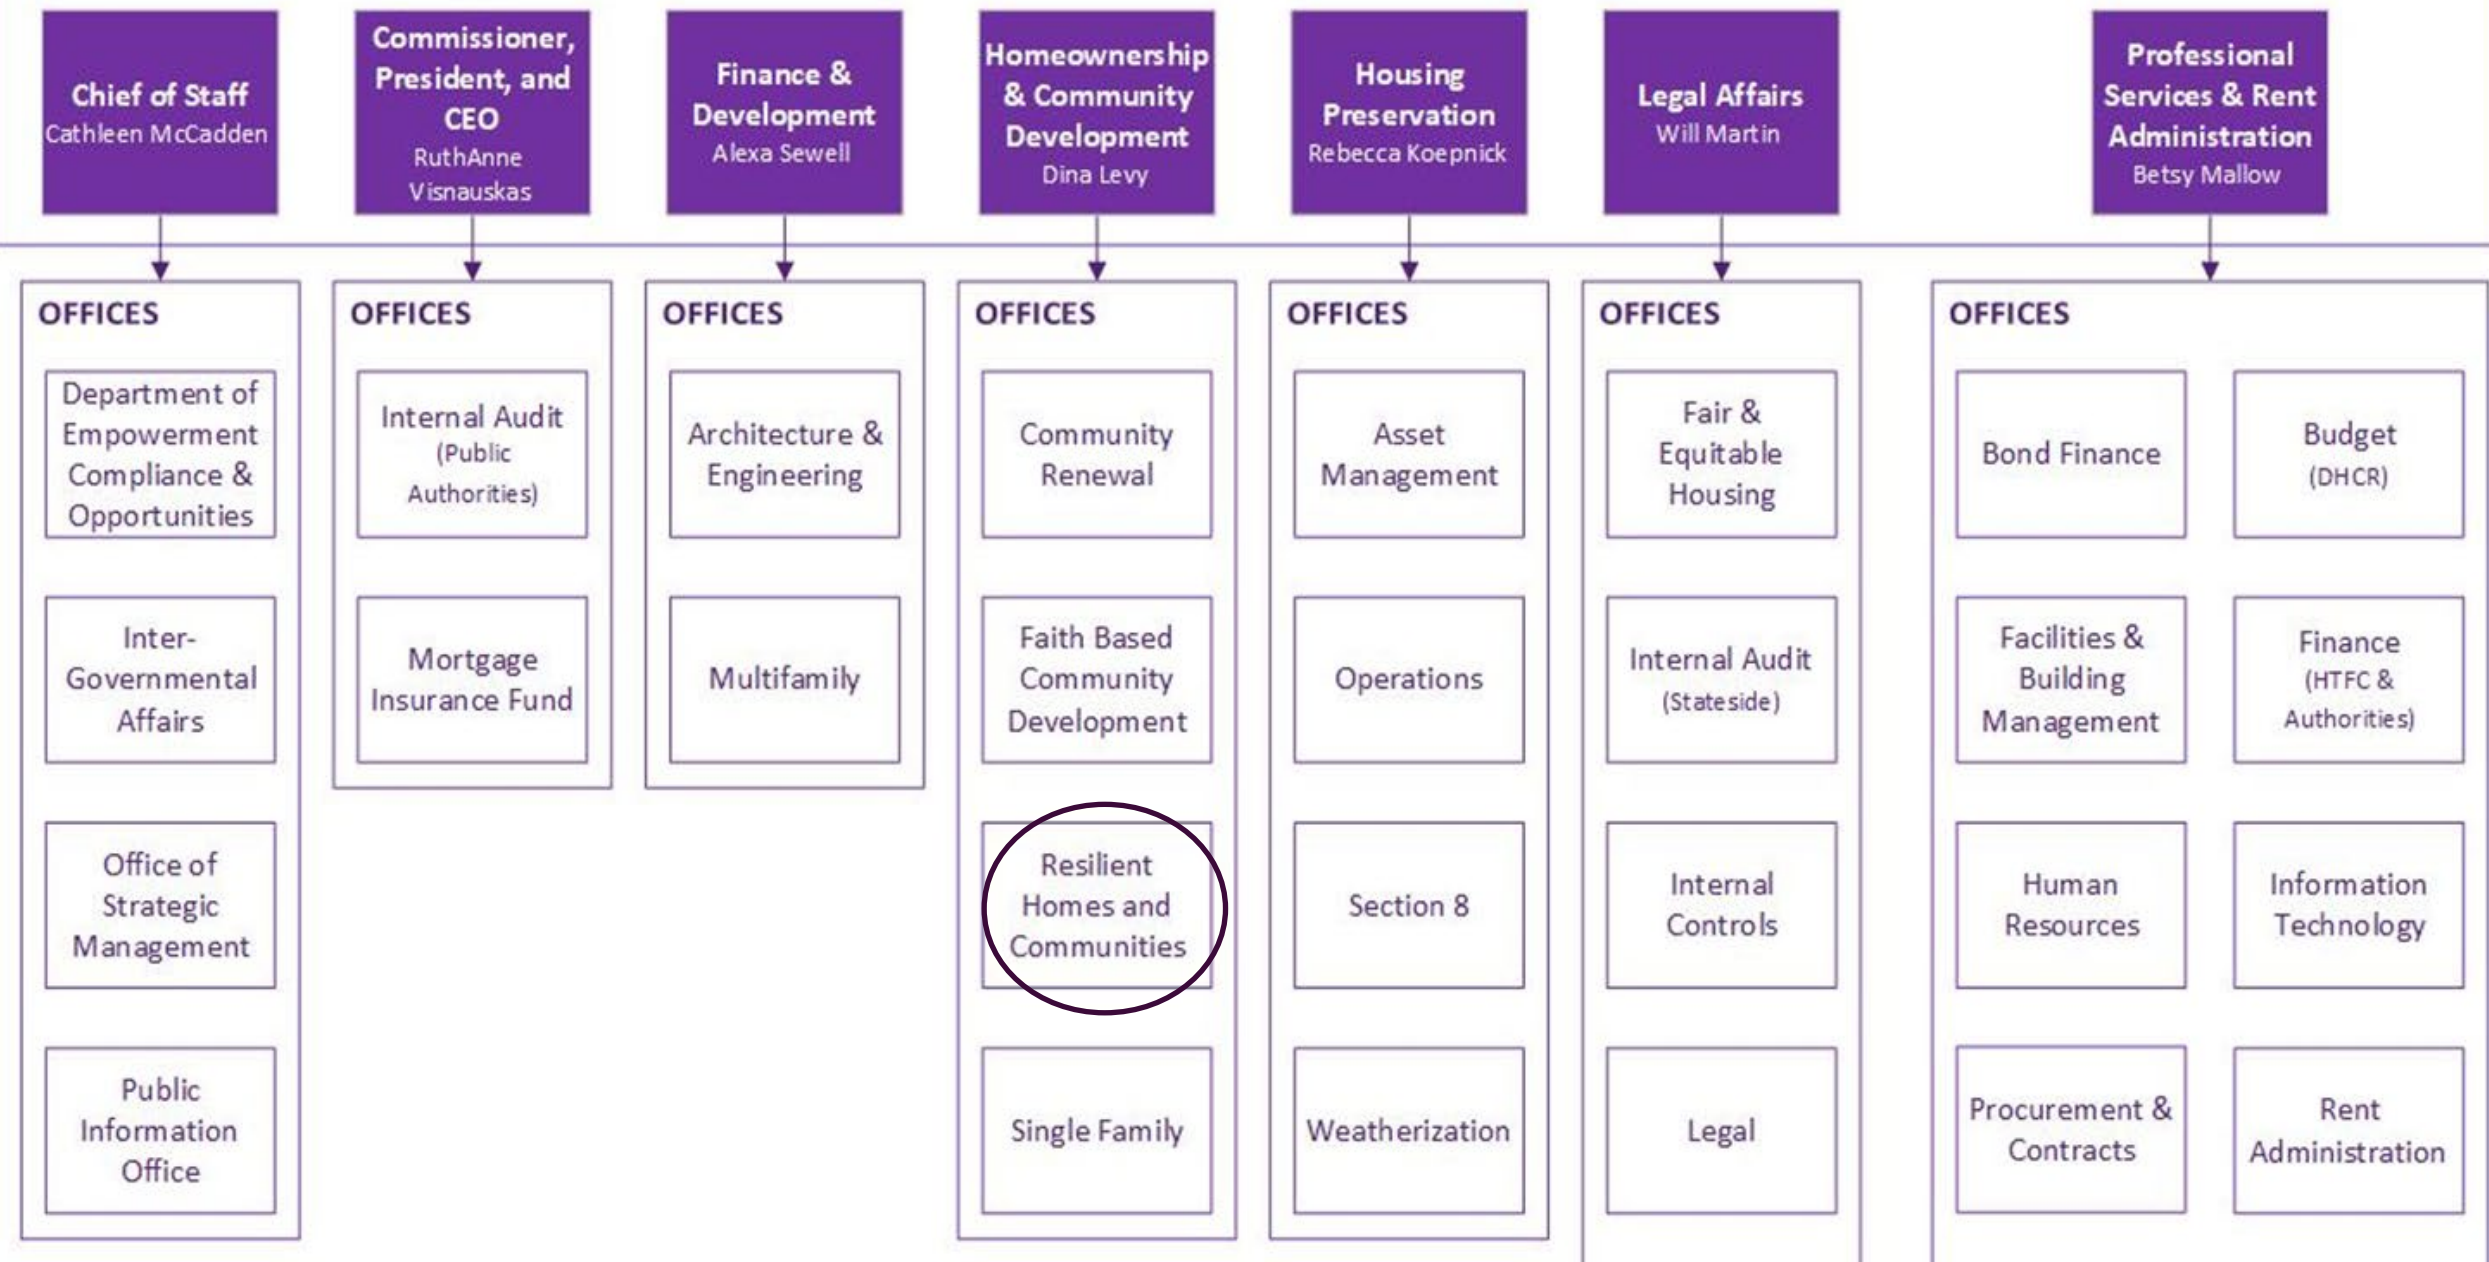 Chief of Staff
Cathleen McCadden
Commissioner,
President, and
CEO
RuthAnne
Visnauskas
Finance &
Development
Alexa Sewell
Homeownership
& Community
Development
Dina Levy
Housing
Preservation
Rebecca Koepnick
Legal Affairs
Will Martin
Professional
Services & Rent
Administration
Betsy Mallow
OFFICES
Department of
Empowerment
Compliance &
Opportunities
Inter-
Governmental
Affairs
Office of
Strategic
Management
Public
Information
Office
OFFICES
Internal Audit
(Public
Authorities)
Mortgage
Insurance Fund
OFFICES
Architecture &
Engineering
Multifamily
OFFICES
Community
Renewal
Faith Based
Community
Development
Resilient
Homes and
Communities
Single Family
OFFICES
Asset
Management
Operations
Section 8
Weatherization
OFFICES
Fair &
Equitable
Housing
Internal Audit
(Stateside)
Internal
Controls
Legal
OFFICES
Bond Finance
Budget
(DHCR)
Facilities &
Building
Management
Finance
(HTFC &
Authorities)
Human
Resources
Information
Technology
Procurement &
Contracts
Rent
Administration